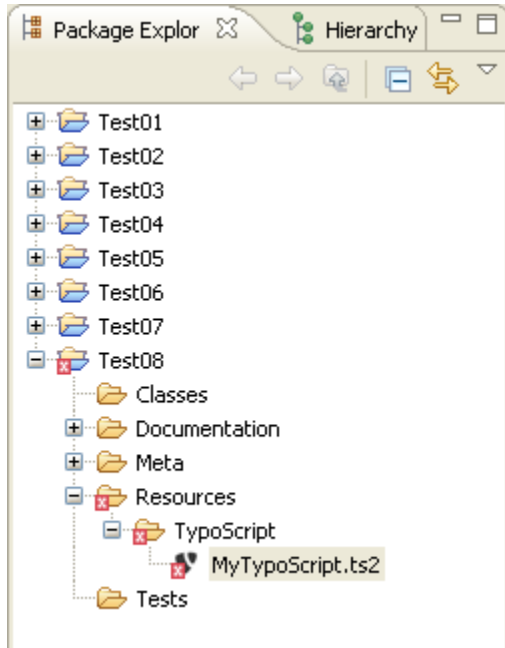 Package Explor Hierarchy
Test01
Test02
Test03
Test04
Test05
Test06
Test07
Test08
Classes
Documentation
Meta
Resources
TypoScript
MyTypoScript.ts2
Tests